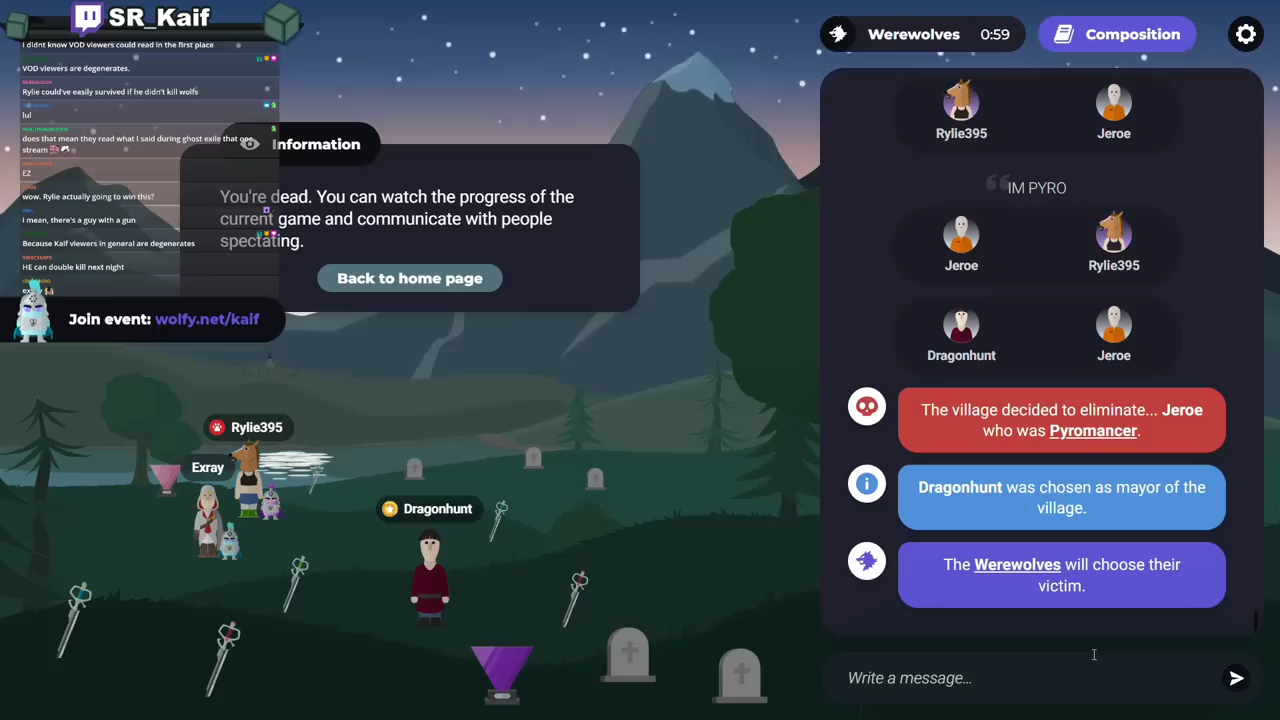 SR_Kaif
I didnt know VOD viewers could read in the first place
VOD viewers are degenerates.
Rylie could've easily survived if he didn't kill wolfs
lul
does that mean they read what I said during ghost exile that one
stream
EZ
wow. Rylie actually going to win this?
I mean, there's a guy with a gun
Because Kaif viewers in general are degenerates
HE can double kill next night
Join event: wolfy.net/kaif
Information
You're dead. You can watch the progress of the
current game and communicate with people
spectating.
Back to home page
Rylie395
Exray
Dragonhunt
Werewolves 0:59
Composition
Rylie395 Jeroe
IM PYRO
Jeroe Rylie395
Dragonhunt Jeroe
The village decided to eliminate... Jeroe
who was Pyromancer.
Dragonhunt was chosen as mayor of the
village.
The Werewolves will choose their
victim.
Write a message...